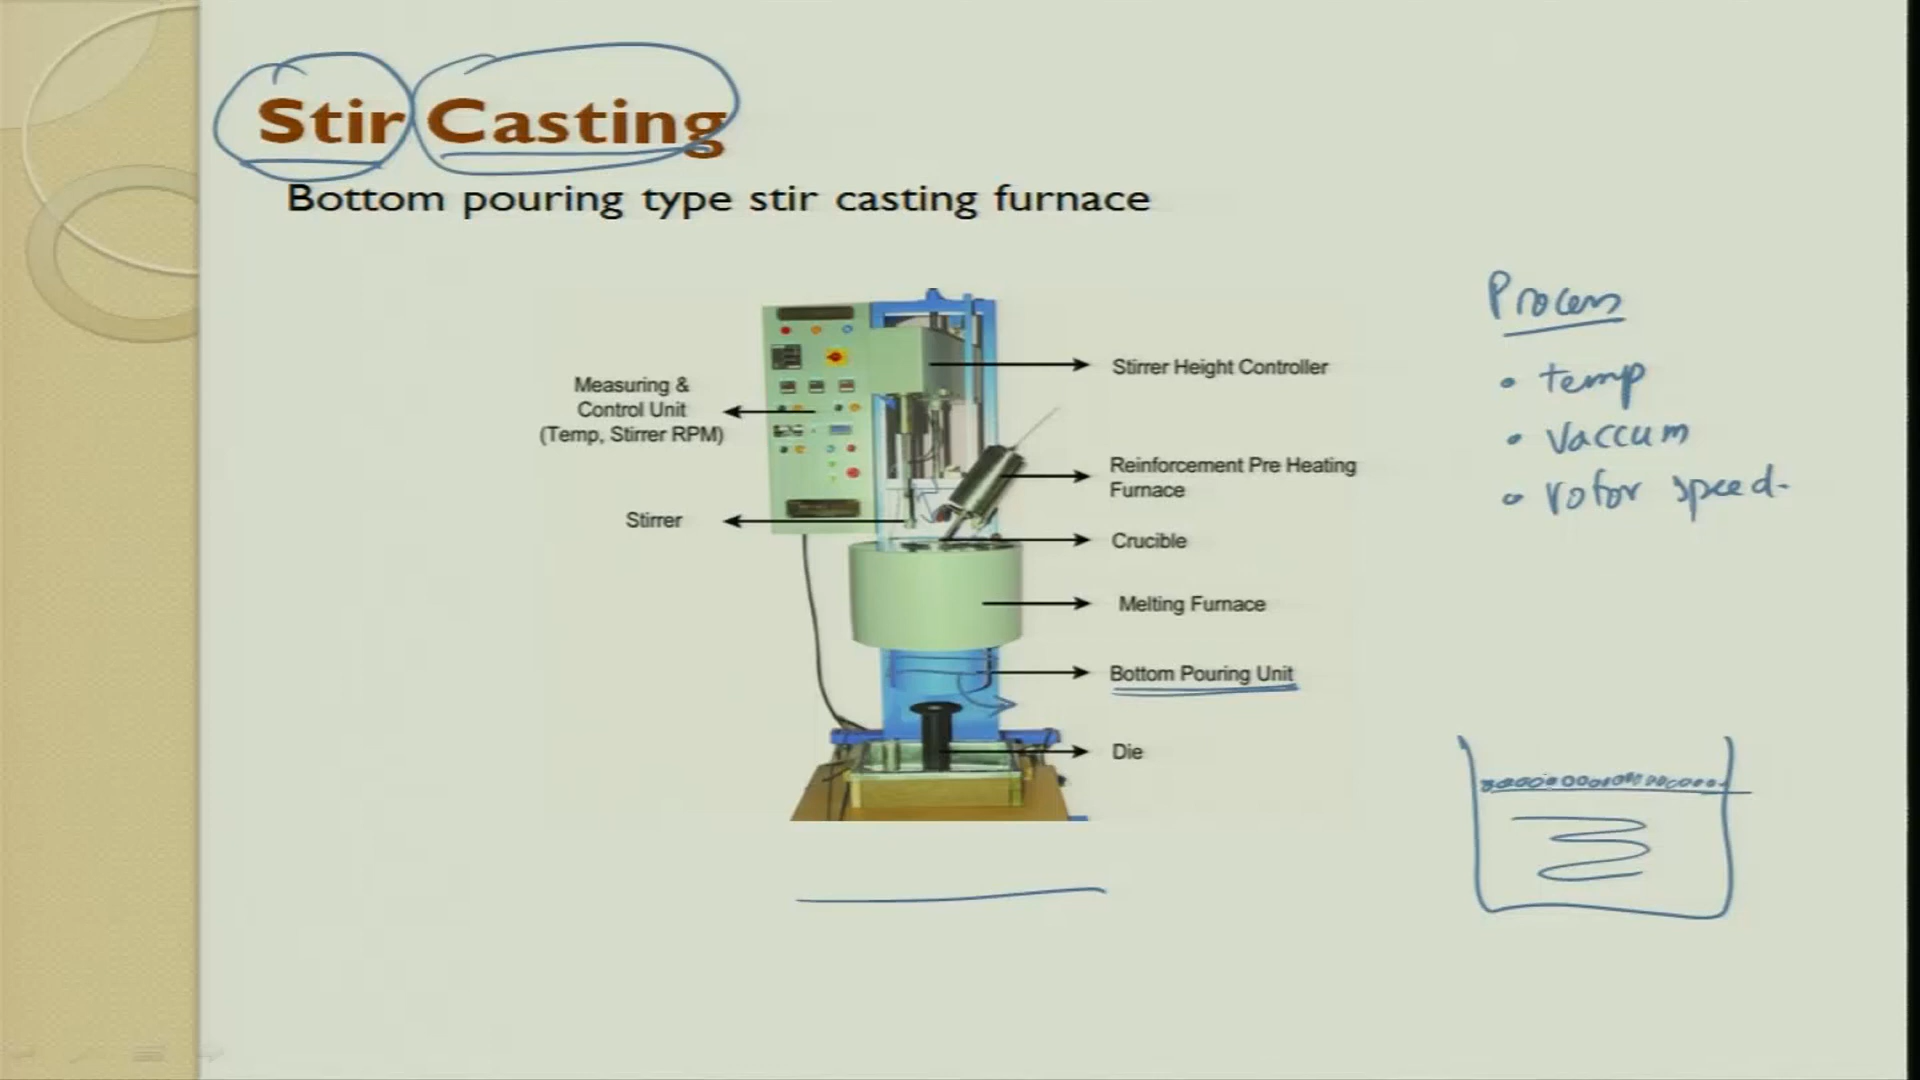 Stir Casting
Bottom pouring type stir casting furnace
Measuring &
Control Unit
(Temp, Stirrer RPM)
Stirrer
Stirrer Height Controller
Reinforcement Pre Heating
Furnace
Crucible
Melting Furnace
Bottom Pouring Unit
Die
Process
• temp
• Vaccum
• rotor speed.